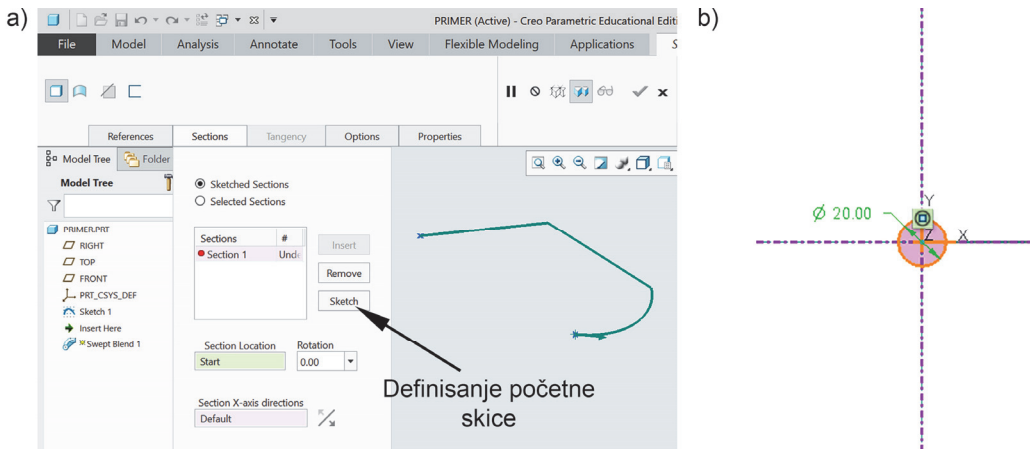 a)
PRIMER (Active) - Creo Parametric Educational Editi
File Model Analysis Annotate Tools View Flexible Modeling Applications S
References Sections Tangency Options Properties
Model Tree Folder
Model Tree
PRIMER.PRT
RIGHT
TOP
FRONT
PRT_CSYS_DEF
Sketch 1
Insert Here
Swept Blend 1
Sketched Sections
Selected Sections
Sections #
Section 1 Unde
Insert
Remove
Sketch
Section Location Rotation
Start 0.00
Section X-axis directions
Default
Definisanje početne
skice
b)
Y
Ø 20.00
Z X